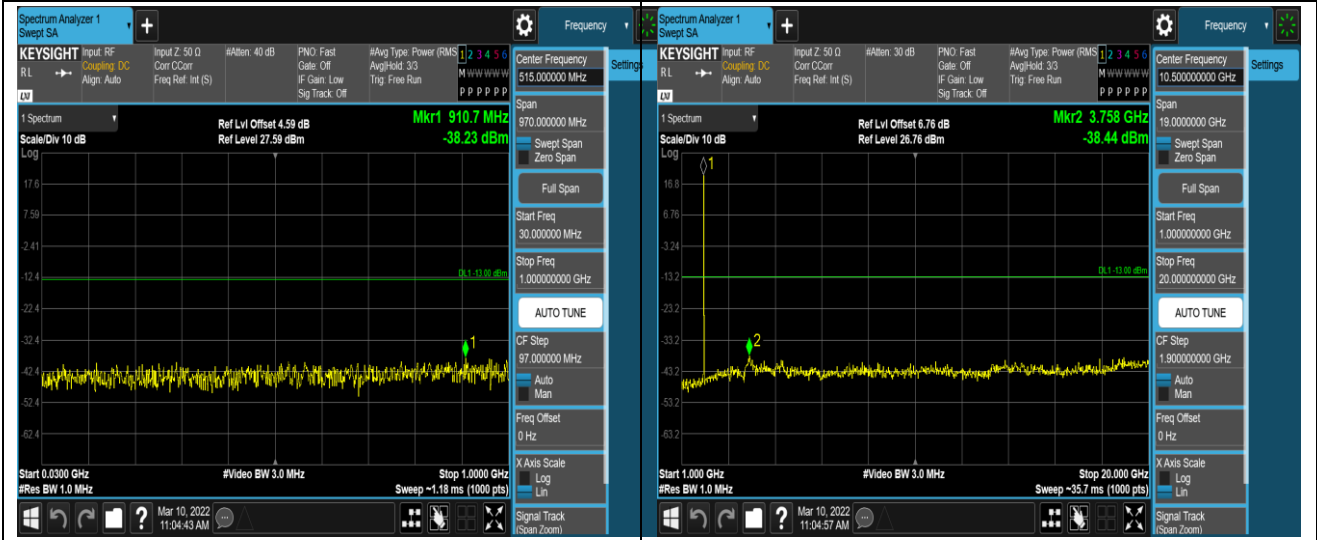 Spectrum Analyzer 1
Swept SA
+
Frequency
KEYSIGHT
RL
LXI
Input: RF
Coupling: DC
Align: Auto
Input Z: 50 Ω
Corr CCorr
Freq Ref: Int (S)
#Atten: 40 dB
PNO: Fast
Gate: Off
IF Gain: Low
Sig Track: Off
#Avg Type: Power (RMS
Avg|Hold: 3/3
Trig: Free Run
1 2 3 4 5 6
M W W W W W
P P P P P P
1 Spectrum
Scale/Div 10 dB
Log
Ref Lvl Offset 4.59 dB
Ref Level 27.59 dBm
Mkr1 910.7 MHz
-38.23 dBm
17.6
7.59
-2.41
-12.4
-22.4
-32.4
-42.4
-52.4
-62.4
DL1 -13.00 dBm
1
Start 0.0300 GHz
#Res BW 1.0 MHz
#Video BW 3.0 MHz
Stop 1.0000 GHz
Sweep ~1.18 ms (1000 pts)
Center Frequency
515.000000 MHz
Settings
Span
970.000000 MHz
Swept Span
Zero Span
Full Span
Start Freq
30.000000 MHz
Stop Freq
1.000000000 GHz
AUTO TUNE
CF Step
97.000000 MHz
Auto
Man
Freq Offset
0 Hz
X Axis Scale
Log
Lin
Signal Track
(Span Zoom)
?
Mar 10, 2022
11:04:43 AM
Spectrum Analyzer 1
Swept SA
+
Frequency
KEYSIGHT
RL
LXI
Input: RF
Coupling: DC
Align: Auto
Input Z: 50 Ω
Corr CCorr
Freq Ref: Int (S)
#Atten: 30 dB
PNO: Fast
Gate: Off
IF Gain: Low
Sig Track: Off
#Avg Type: Power (RMS
Avg|Hold: 3/3
Trig: Free Run
1 2 3 4 5 6
M W W W W W
P P P P P P
1 Spectrum
Scale/Div 10 dB
Log
Ref Lvl Offset 6.76 dB
Ref Level 26.76 dBm
Mkr2 3.758 GHz
-38.44 dBm
1
16.8
6.76
-3.24
-13.2
-23.2
-33.2
-43.2
-53.2
-63.2
DL1 -13.00 dBm
2
Start 1.000 GHz
#Res BW 1.0 MHz
#Video BW 3.0 MHz
Stop 20.000 GHz
Sweep ~35.7 ms (1000 pts)
Center Frequency
10.500000000 GHz
Settings
Span
19.0000000 GHz
Swept Span
Zero Span
Full Span
Start Freq
1.000000000 GHz
Stop Freq
20.000000000 GHz
AUTO TUNE
CF Step
1.900000000 GHz
Auto
Man
Freq Offset
0 Hz
X Axis Scale
Log
Lin
Signal Track
(Span Zoom)
?
Mar 10, 2022
11:04:57 AM